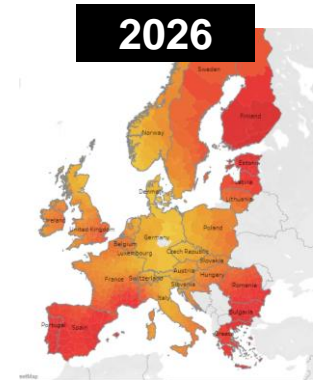 2026
Sweden
Finland
Norway
Estonia
Latvia
Lithuania
Denmark
Ireland
United Kingdom
Poland
Belgium
Germany
Luxembourg
Czech Republic
Slovakia
Austria
Hungary
France
Switzerland
Slovenia
Romania
Italy
Bulgaria
Portugal
Spain
Greece